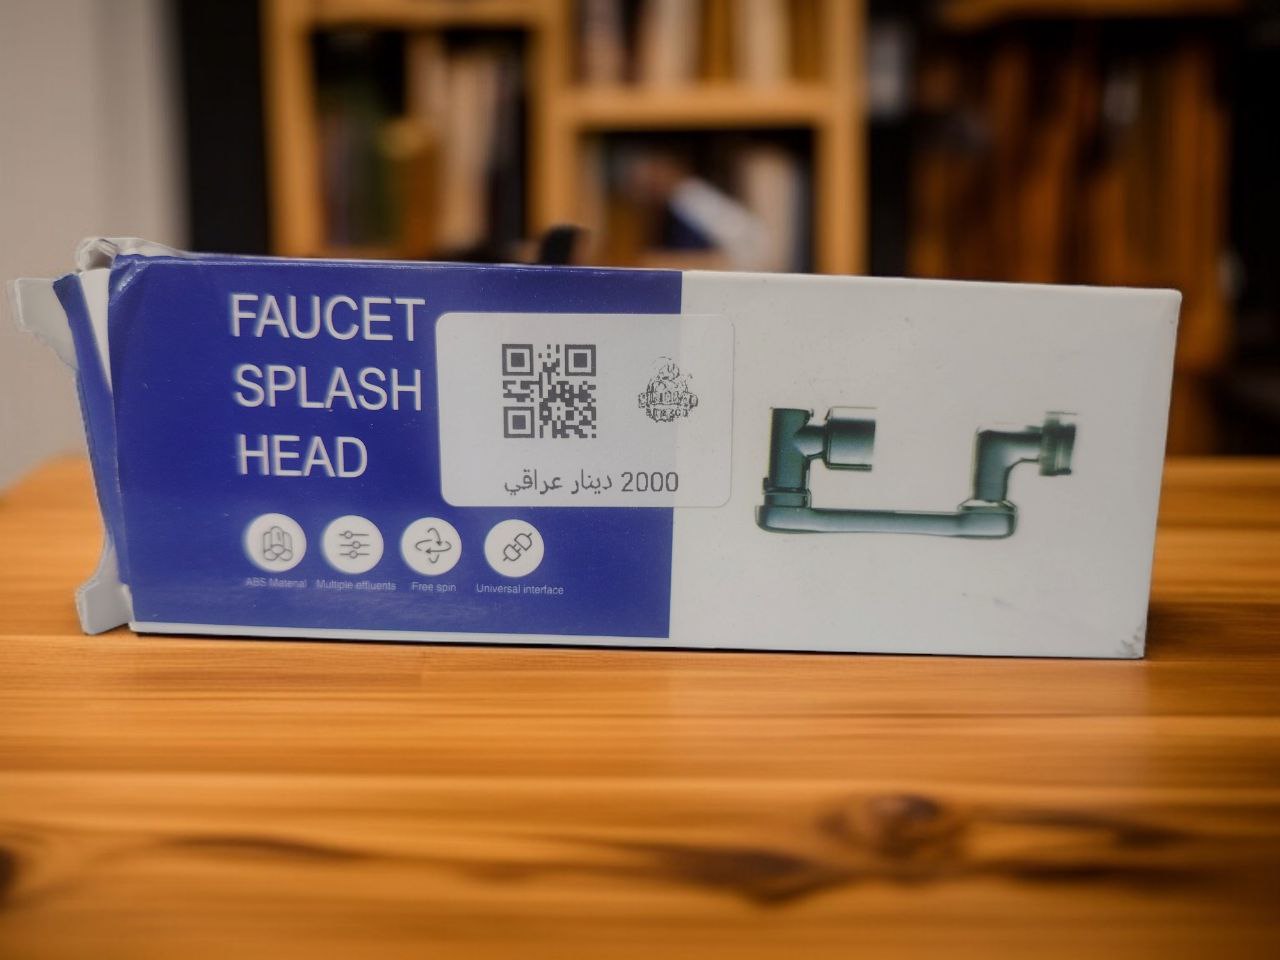 FAUCET
SPLASH
HEAD
2000 دينار عراقي
ABS Material
Multiple effluents
Free spin
Universal interface